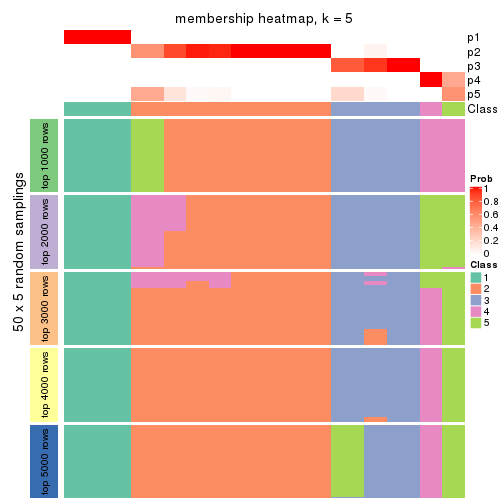 membership heatmap, k = 5
p1
p2
p3
p4
p5
Class
50 x 5 random samplings
top 1000 rows
top 2000 rows
top 3000 rows
top 4000 rows
top 5000 rows
Prob
1
0.8
0.6
0.4
0.2
0
Class
1
2
3
4
5